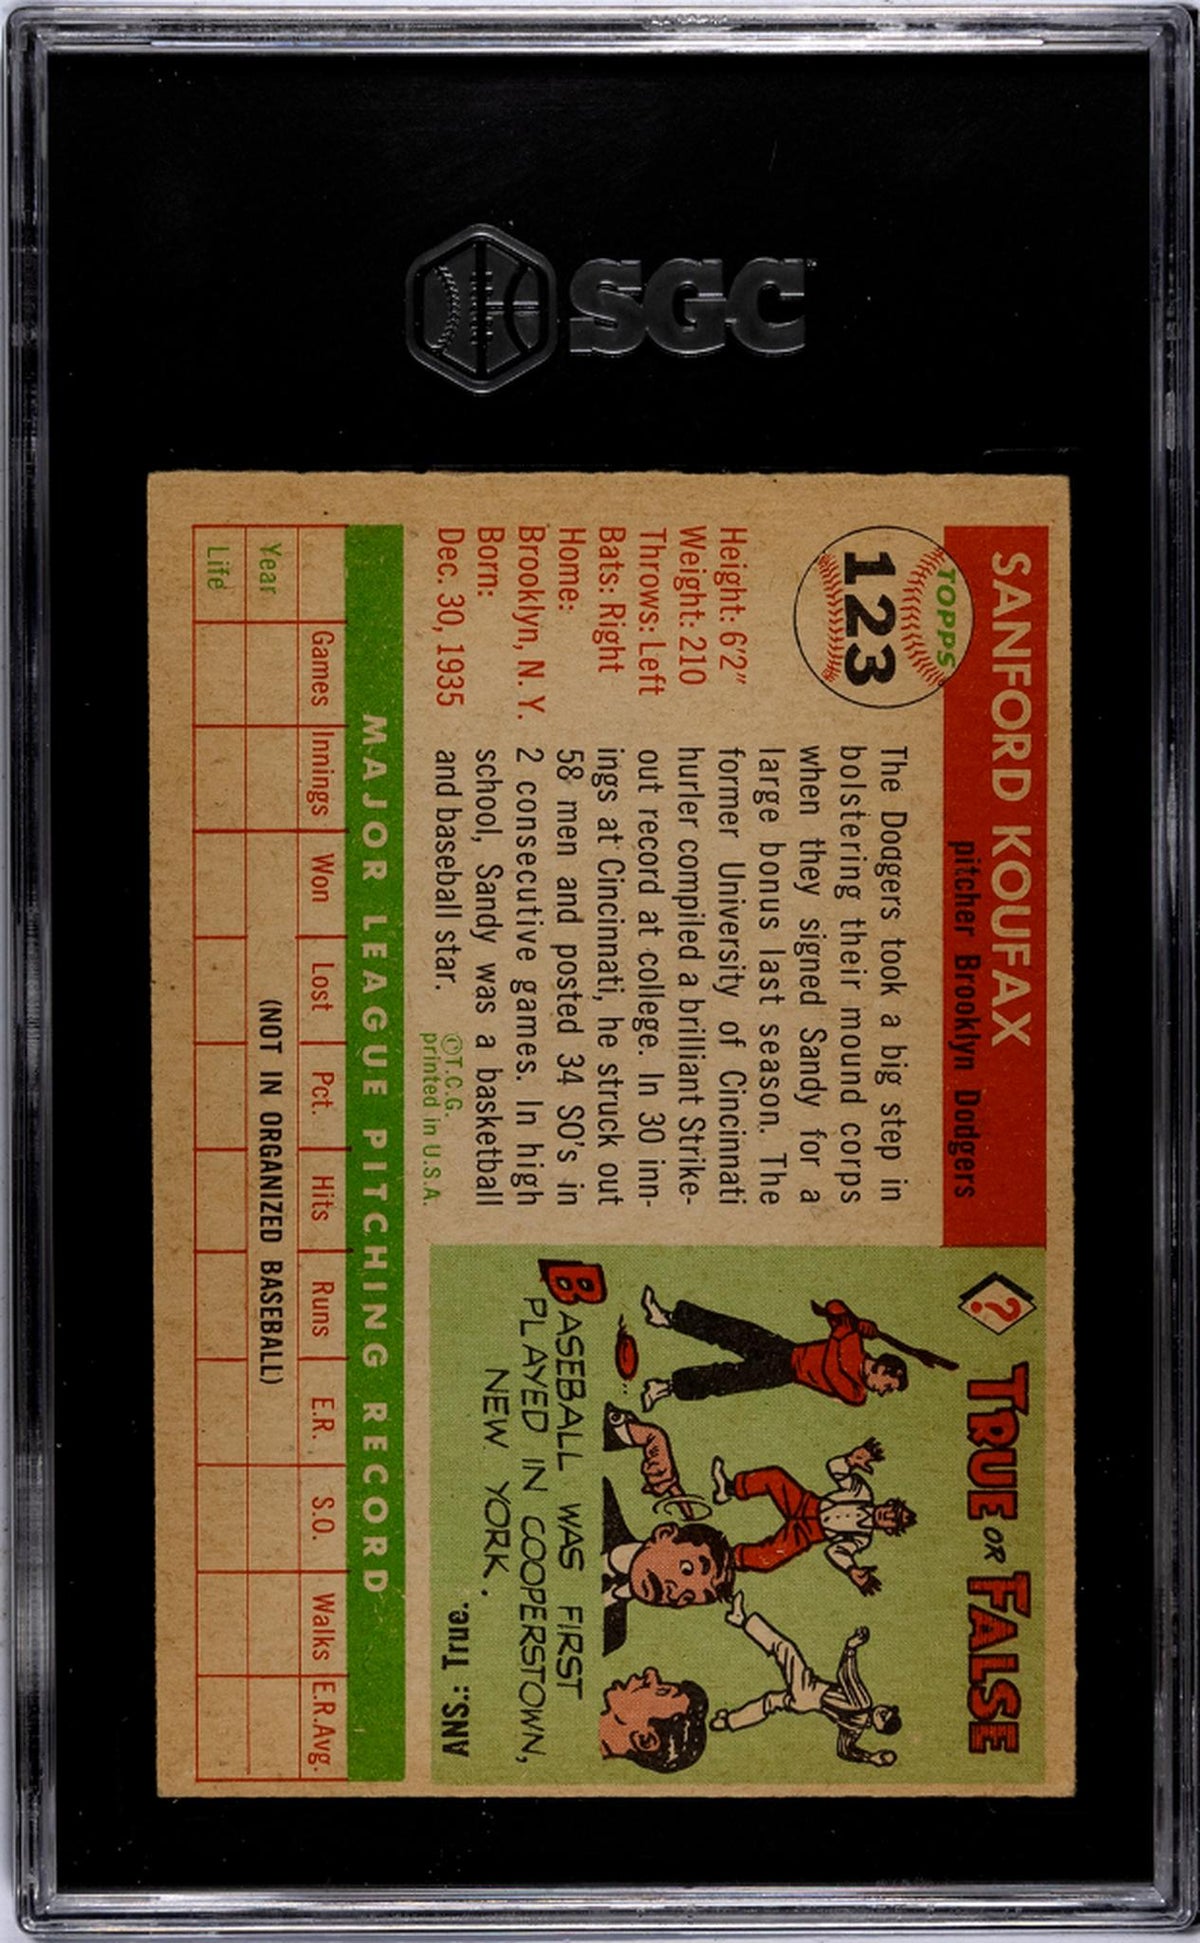 SGC
SANFORD KOUFAX
pitcher Brooklyn Dodgers
TOPPS
123
Height: 6'2"
Weight: 210
Throws: Left
Bats: Right
Home:
Brooklyn, N. Y.
Born:
Dec. 30, 1935
The Dodgers took a big step in
bolstering their mound corps
when they signed Sandy for a
large bonus last season. The
former University of Cincinnati
hurler compiled a brilliant Strike-
out record at college. In 30 inn-
ings at Cincinnati, he struck out
58 men and posted 34 SO's in
2 consecutive games. In high
school, Sandy was a basketball
and baseball star.
©T.C.G.
printed in U.S.A.
?
TRUE OR FALSE
BASEBALL WAS FIRST
PLAYED IN COOPERSTOWN,
NEW YORK.
ANS.: True.
MAJOR LEAGUE PITCHING RECORD
Games Innings Won Lost Pct. Hits Runs E.R. S.O. Walks E.R.Avg.
Year
(NOT IN ORGANIZED BASEBALL)
Life